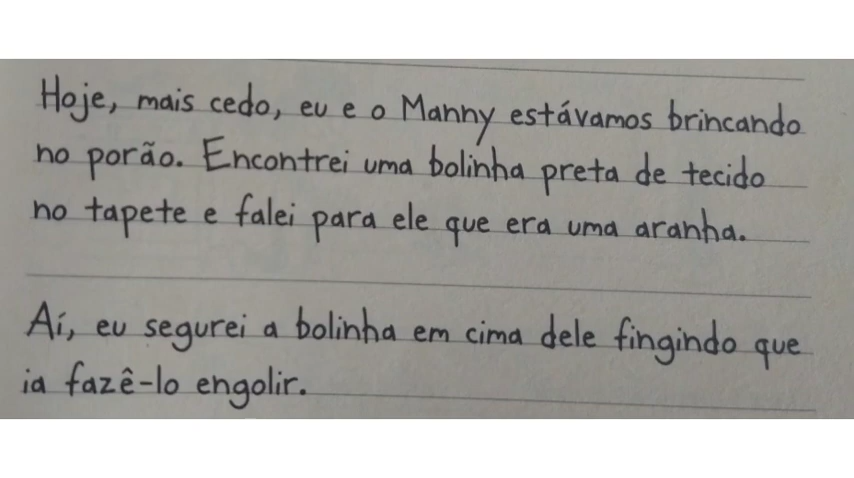 Hoje, mais cedo, eu e o Manny estávamos brincando
no porão. Encontrei uma bolinha preta de tecido
no tapete e falei para ele que era uma aranha.
Aí, eu segurei a bolinha em cima dele fingindo que
ia fazê-lo engolir.